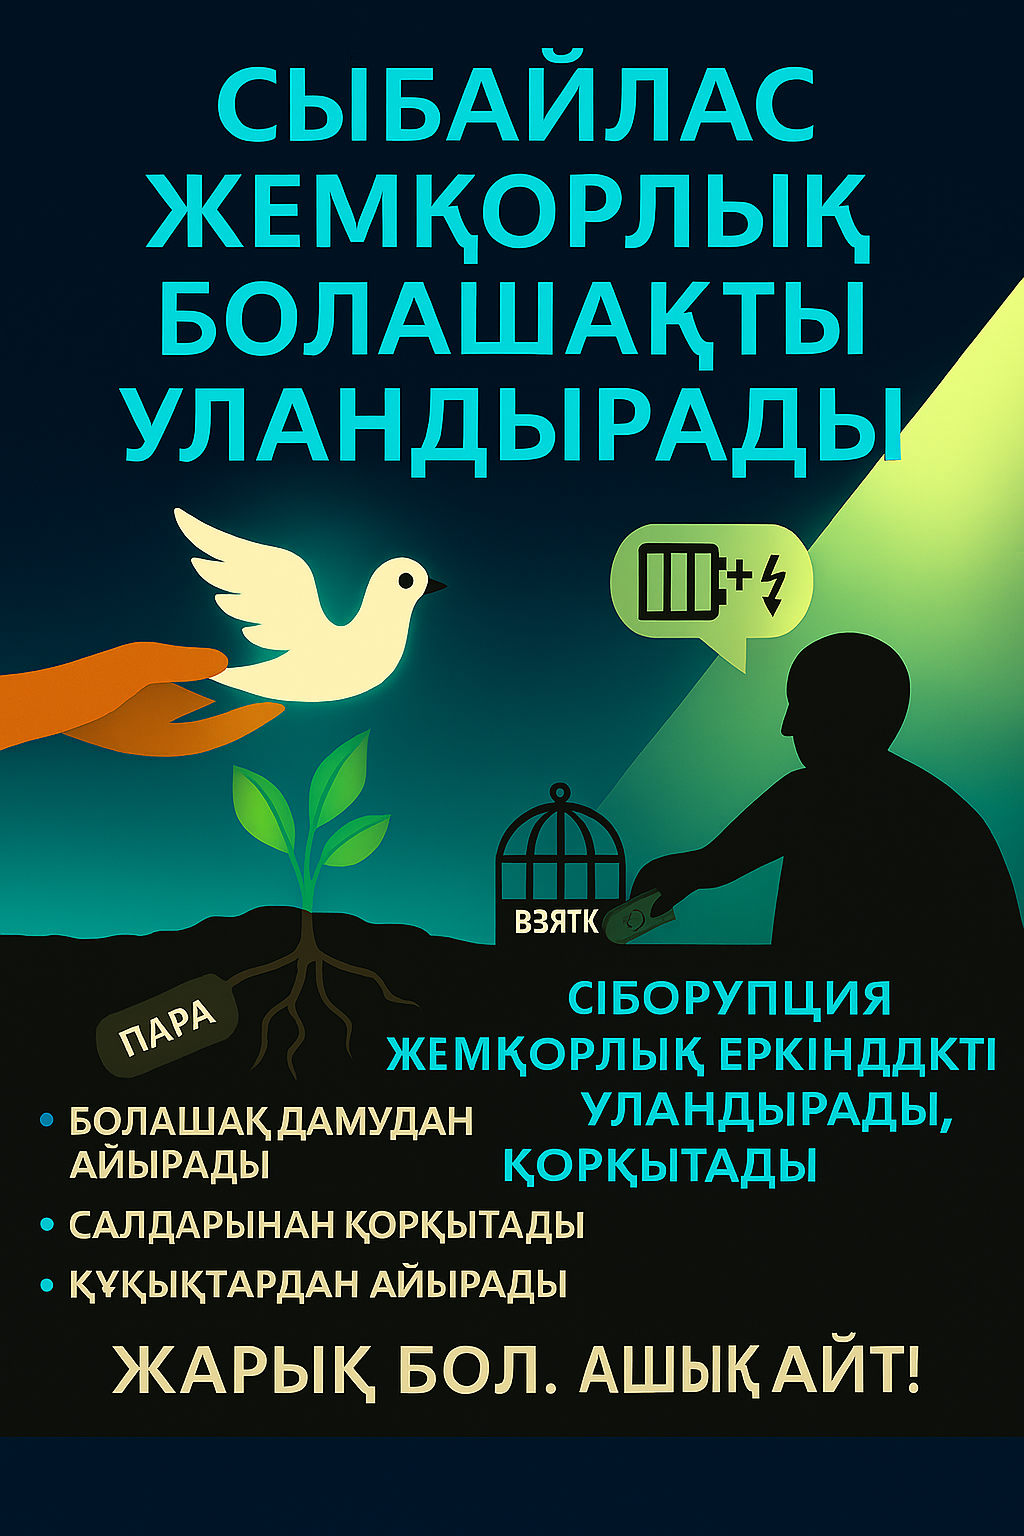 СЫБАЙЛАС
ЖЕМҚОРЛЫҚ
БОЛАШАҚТЫ
УЛАНДЫРАДЫ
ВЗЯТК
ПАРА
СІБОРУПЦИЯ
ЖЕМҚОРЛЫҚ ЕРКІНДДКТІ
УЛАНДЫРАДЫ,
ҚОРҚЫТАДЫ
• БОЛАШАҚ ДАМУДАН
АЙЫРАДЫ
• САЛДАРЫНАН ҚОРҚЫТАДЫ
• ҚҰҚЫҚТАРДАН АЙЫРАДЫ
ЖАРЫҚ БОЛ. АШЫҚ АЙТ!